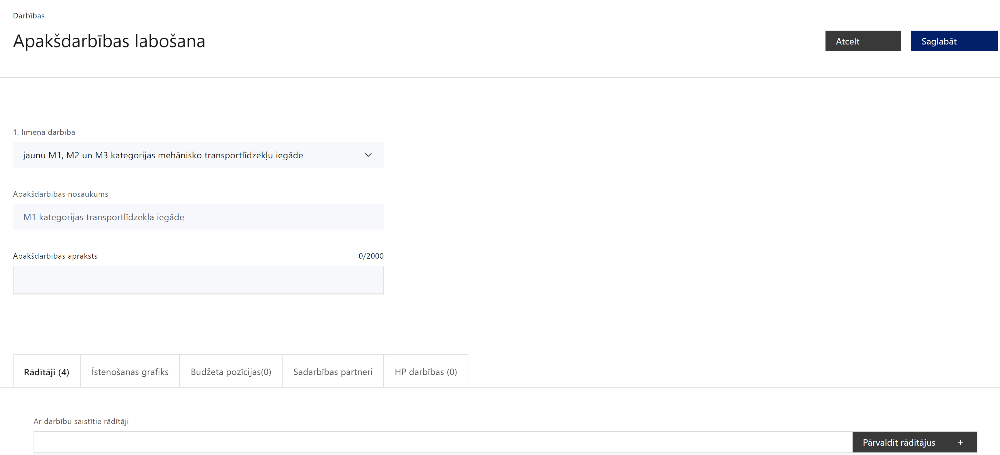 Darbības
Apakšdarbības labošana
Atcelt
Saglabāt
1. līmeņa darbība
jaunu M1, M2 un M3 kategorijas mehānisko transportlīdzekļu iegāde
Apakšdarbības nosaukums
M1 kategorijas transportlīdzekļa iegāde
Apakšdarbības apraksts 0/2000
Rādītāji (4) Īstenošanas grafiks Budžeta pozīcijas(0) Sadarbības partneri HP darbības (0)
Ar darbību saistītie rādītāji
Pārvaldīt rādītājus +